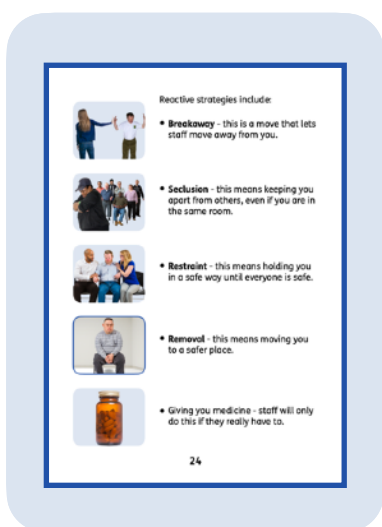 Reactive strategies include:
• Breakaway - this is a move that lets
staff move away from you.
• Seclusion - this means keeping you
apart from others, even if you are in
the same room.
• Restraint - this means holding you
in a safe way until everyone is safe.
• Removal - this means moving you
to a safer place.
• Giving you medicine - staff will only
do this if they really have to.
24